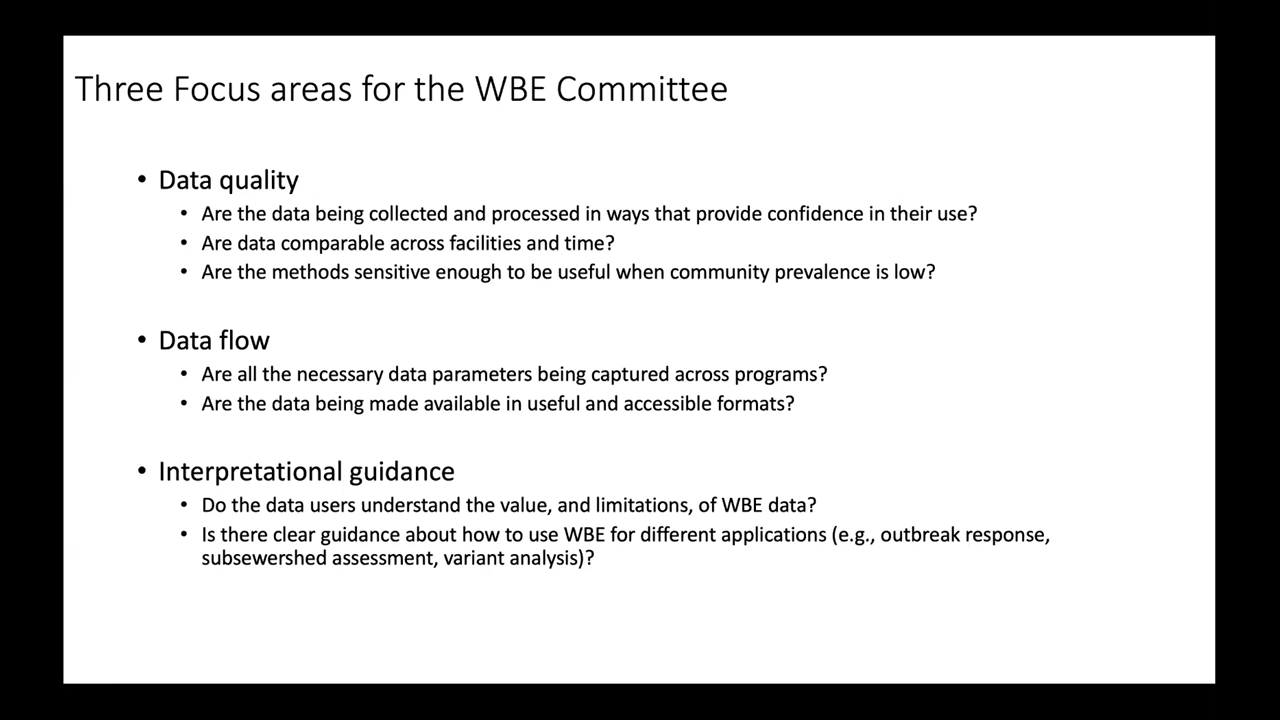 Three Focus areas for the WBE Committee
• Data quality
• Are the data being collected and processed in ways that provide confidence in their use?
• Are data comparable across facilities and time?
• Are the methods sensitive enough to be useful when community prevalence is low?
• Data flow
• Are all the necessary data parameters being captured across programs?
• Are the data being made available in useful and accessible formats?
• Interpretational guidance
• Do the data users understand the value, and limitations, of WBE data?
• Is there clear guidance about how to use WBE for different applications (e.g., outbreak response,
subsewershed assessment, variant analysis)?